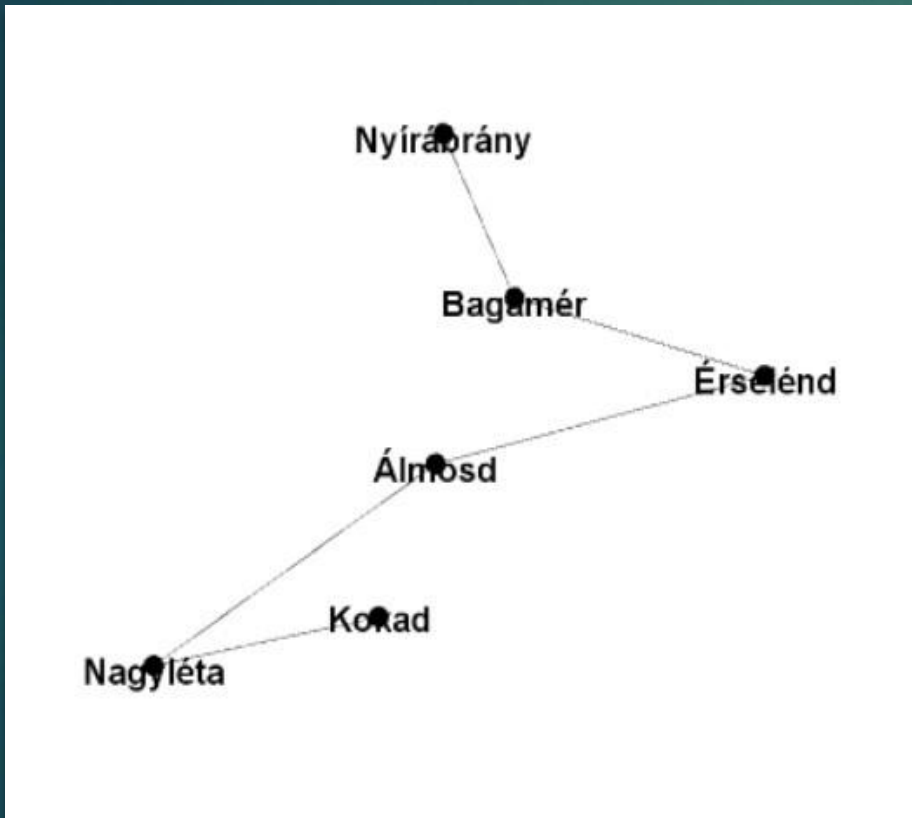 Nyírábrány
Bagamér
Érselénd
Álmosd
Kokad
Nagyléta